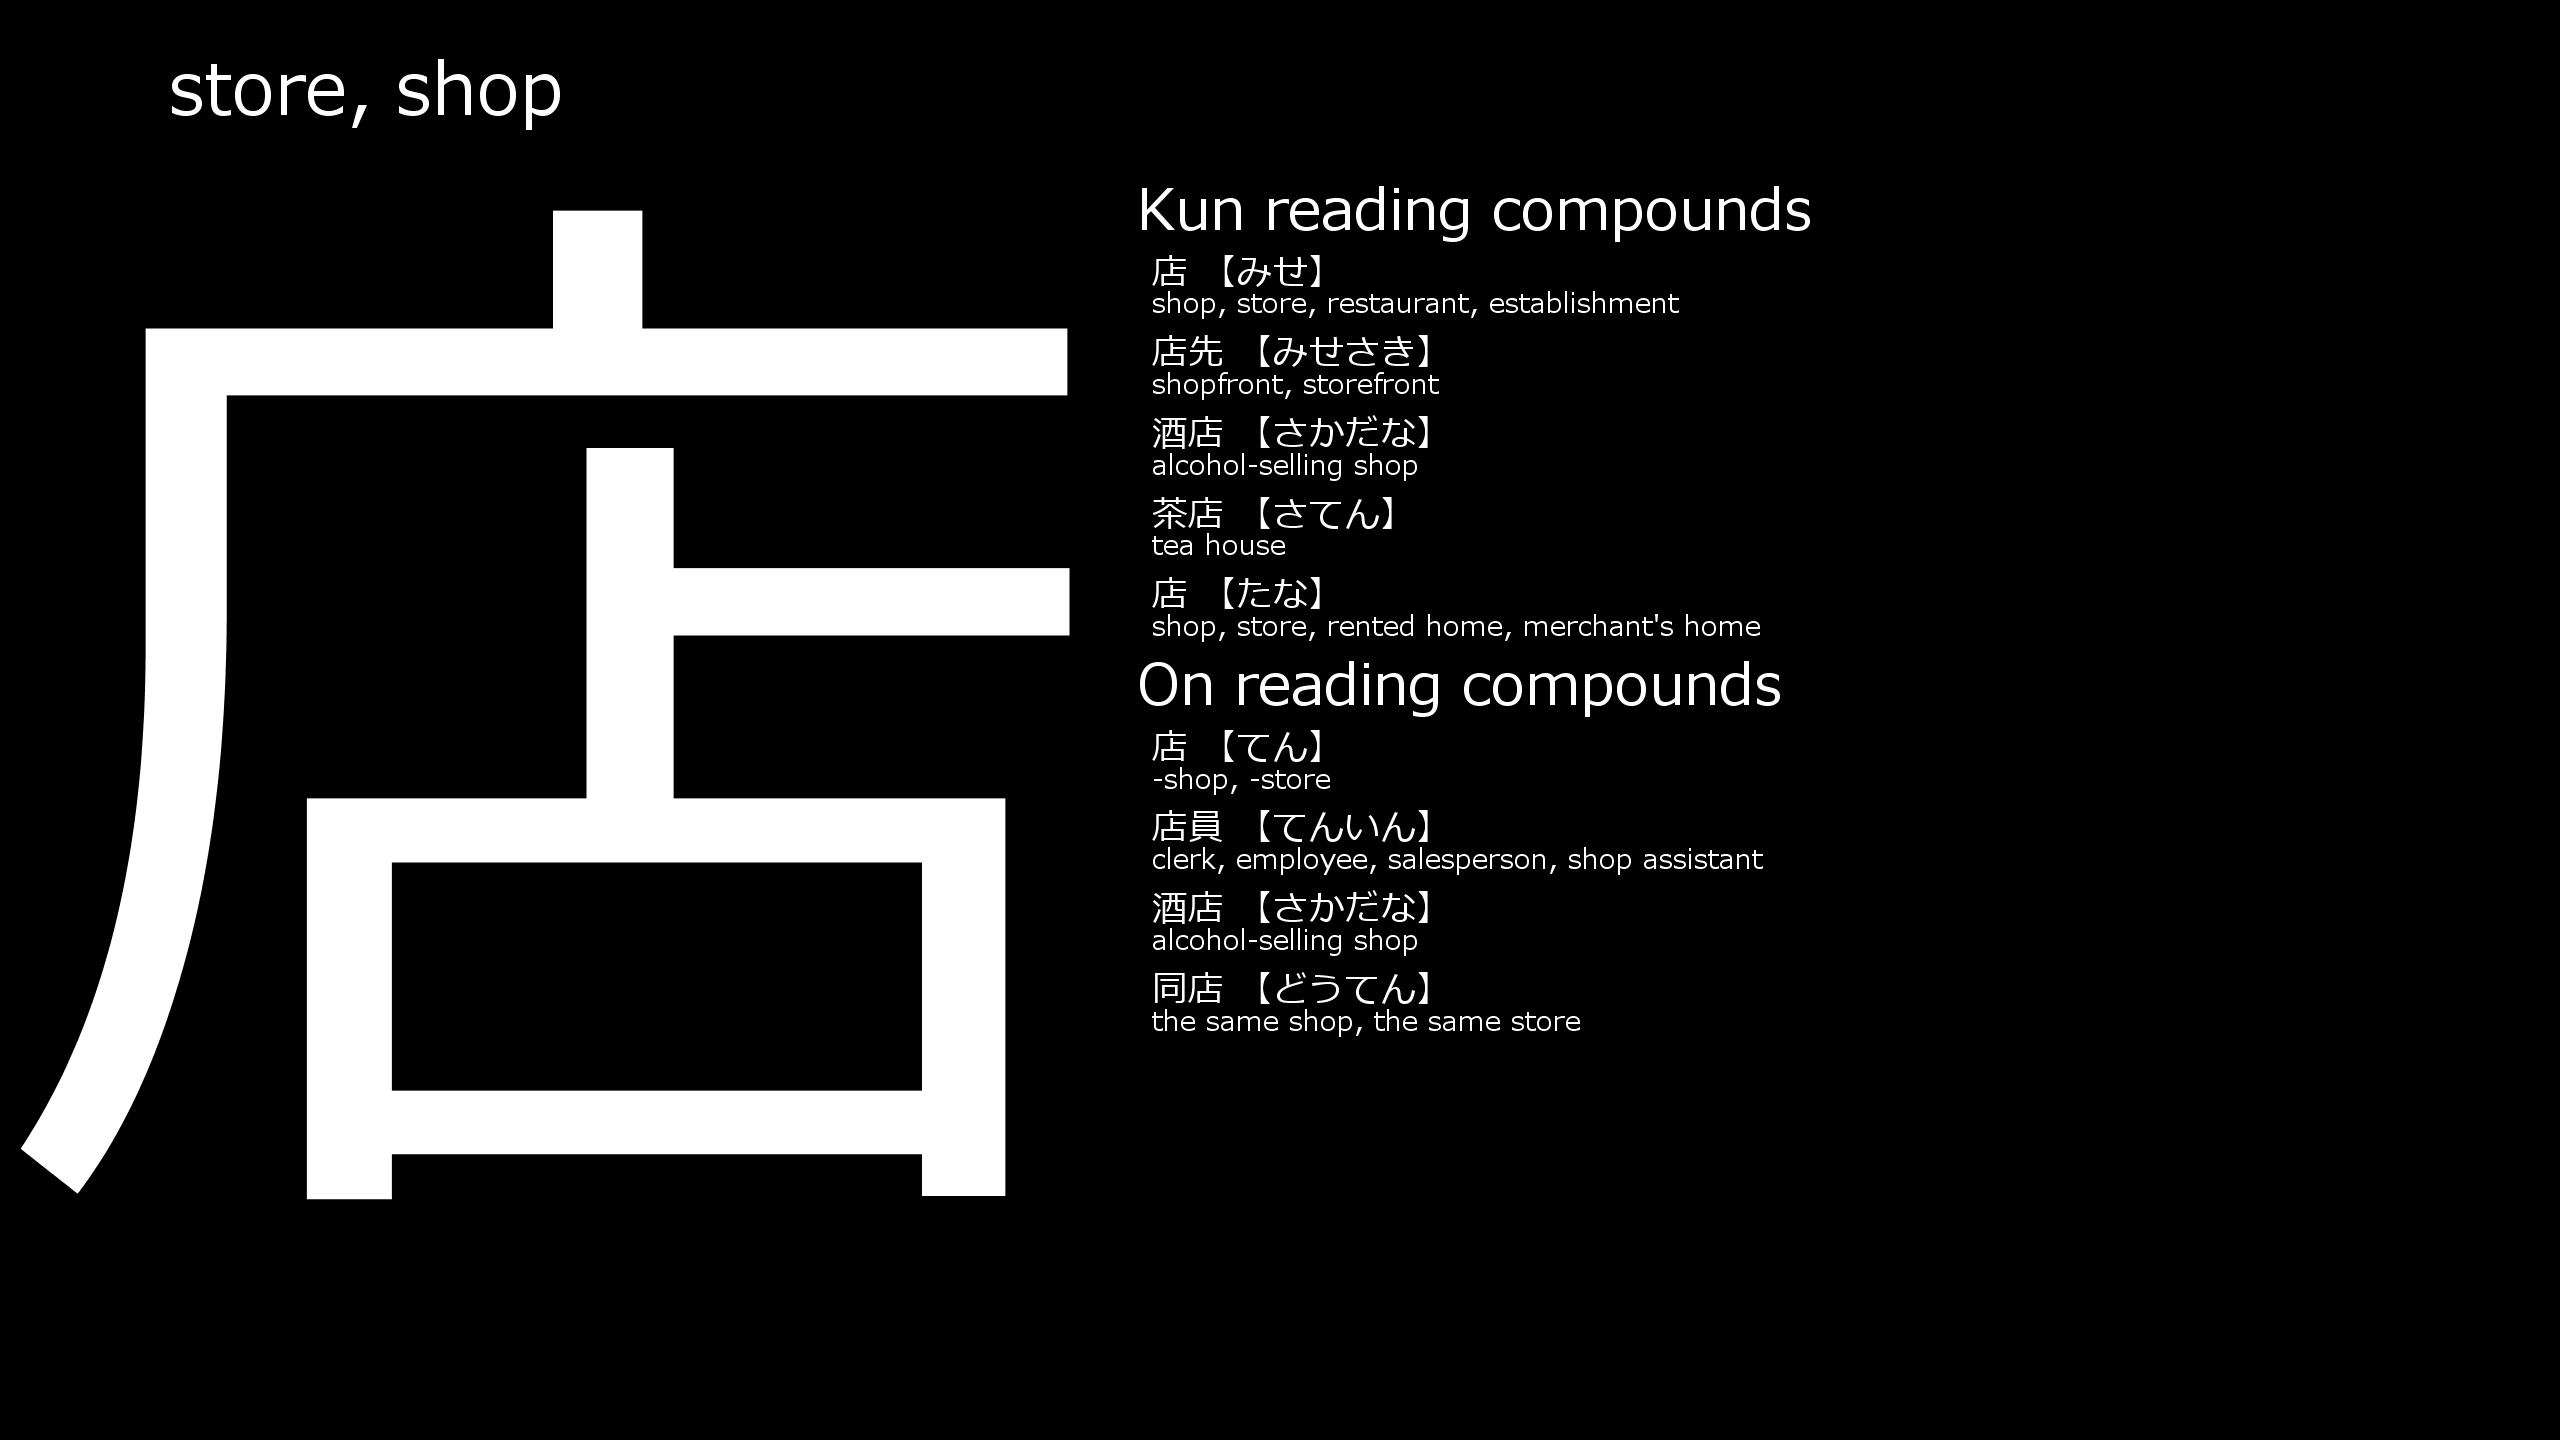 store, shop
店
Kun reading compounds
店 【みせ】
shop, store, restaurant, establishment
店先 【みせさき】
shopfront, storefront
酒店 【さかだな】
alcohol-selling shop
茶店 【さてん】
tea house
店 【たな】
shop, store, rented home, merchant's home
On reading compounds
店 【てん】
-shop, -store
店員 【てんいん】
clerk, employee, salesperson, shop assistant
酒店 【さかだな】
alcohol-selling shop
同店 【どうてん】
the same shop, the same store